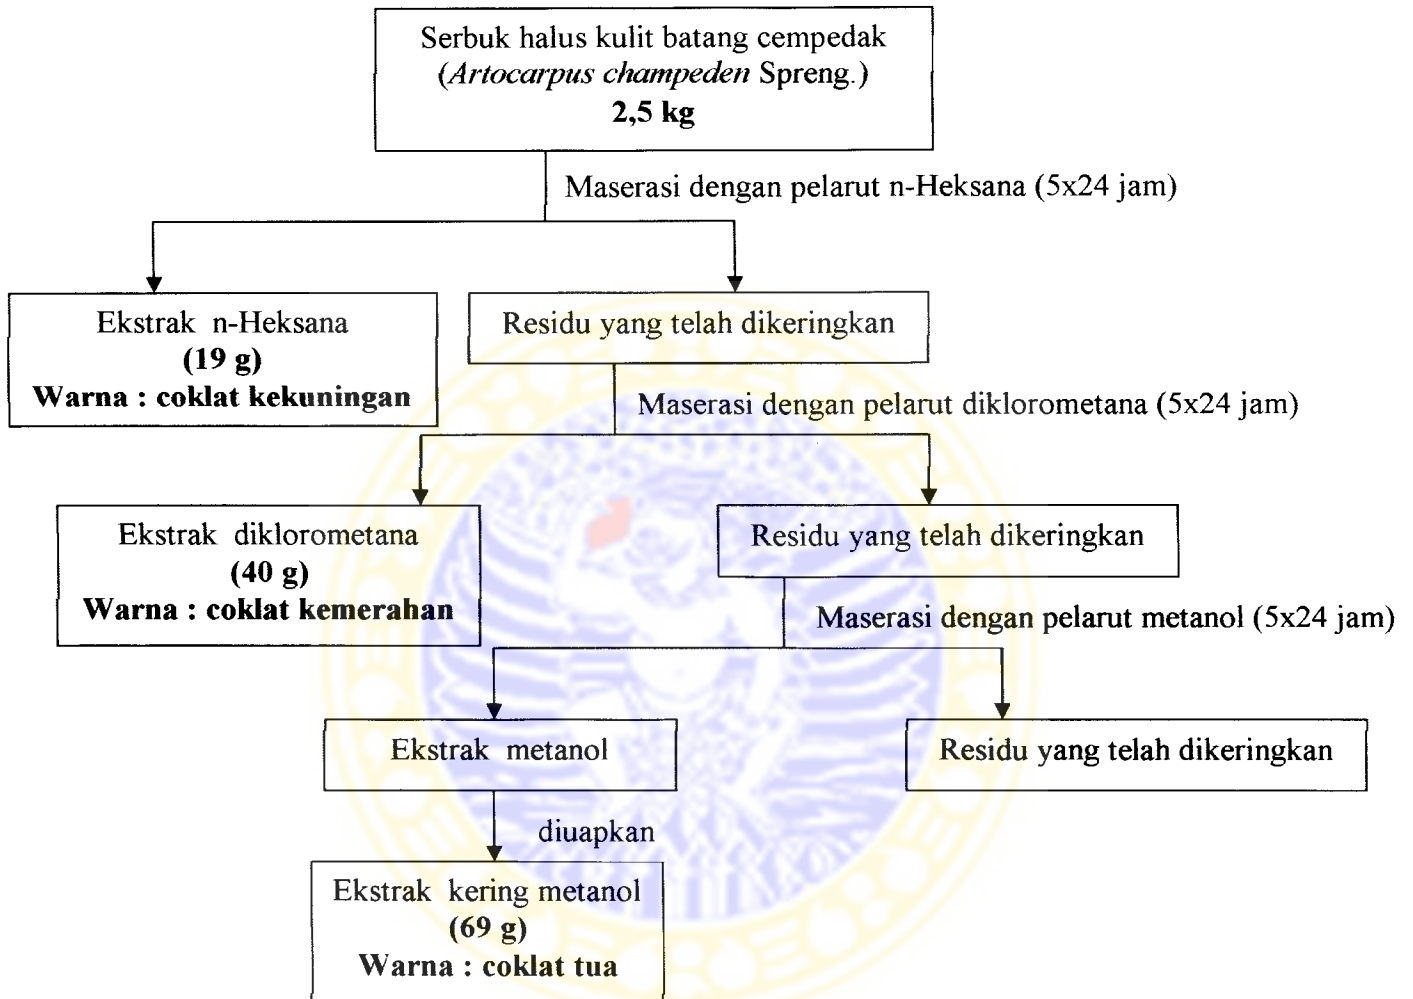 Serbuk halus kulit batang cempedak
(Artocarpus champeden Spreng.)
2,5 kg
Maserasi dengan pelarut n-Heksana (5x24 jam)
Ekstrak n-Heksana
(19 g)
Warna : coklat kekuningan
Residu yang telah dikeringkan
Maserasi dengan pelarut diklorometana (5x24 jam)
Ekstrak diklorometana
(40 g)
Warna : coklat kemerahan
Residu yang telah dikeringkan
Maserasi dengan pelarut metanol (5x24 jam)
Ekstrak metanol
Residu yang telah dikeringkan
diuapkan
Ekstrak kering metanol
(69 g)
Warna : coklat tua